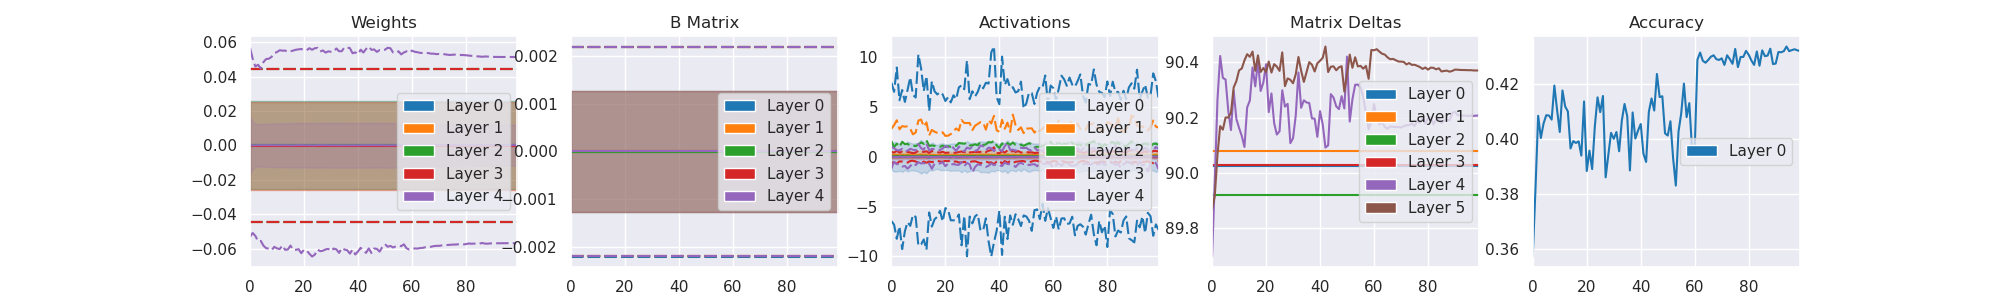 Weights
0.06
0.04
0.02
0.00
−0.02
−0.04
−0.06
0 20 40 60 80
Layer 0
Layer 1
Layer 2
Layer 3
Layer 4
B Matrix
0.002
0.001
0.000
−0.001
−0.002
0 20 40 60 80
Layer 0
Layer 1
Layer 2
Layer 3
Layer 4
Activations
10
5
0
−5
−10
0 20 40 60 80
Layer 0
Layer 1
Layer 2
Layer 3
Layer 4
Matrix Deltas
90.4
90.2
90.0
89.8
0 20 40 60 80
Layer 0
Layer 1
Layer 2
Layer 3
Layer 4
Layer 5
Accuracy
0.42
0.40
0.38
0.36
0 20 40 60 80
Layer 0